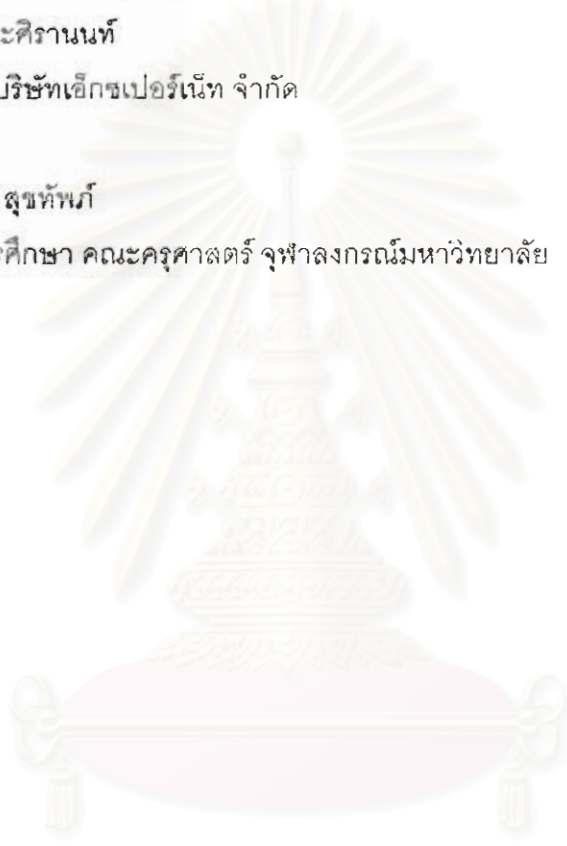 ะศิรานนท์
บริษัทเอ็กซเปอร์เน็ท จำกัด
สุขทัพภ์
รศึกษา คณะครุศาสตร์ จุฬาลงกรณ์มหาวิทยาลัย